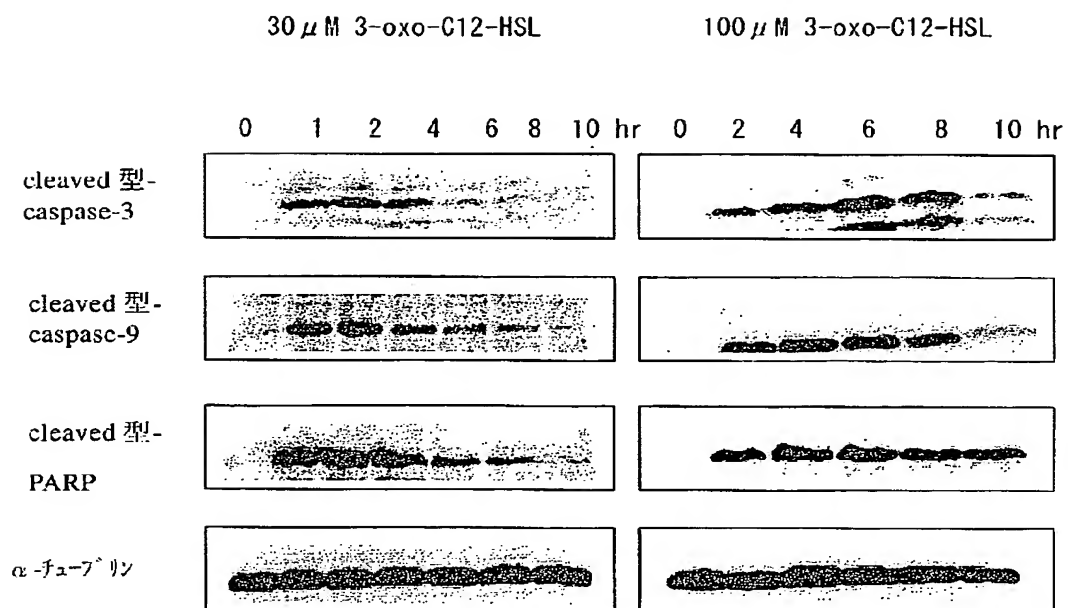 30 μM 3-oxo-C12-HSL
100 μM 3-oxo-C12-HSL
0 1 2 4 6 8 10 hr
0 2 4 6 8 10 hr
cleaved 型-
caspase-3
cleaved 型-
caspase-9
cleaved 型-
PARP
α-チューブリン